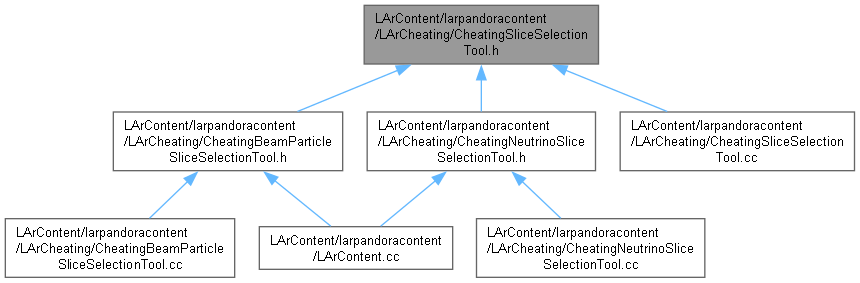 LArContent/larpandoracontent
/LArCheating/CheatingSliceSelection
Tool.h
LArContent/larpandoracontent
/LArCheating/CheatingBeamParticle
SliceSelectionTool.h
LArContent/larpandoracontent
/LArCheating/CheatingNeutrinoSlice
SelectionTool.h
LArContent/larpandoracontent
/LArCheating/CheatingSliceSelection
Tool.cc
LArContent/larpandoracontent
/LArCheating/CheatingBeamParticle
SliceSelectionTool.cc
LArContent/larpandoracontent
/LArContent.cc
LArContent/larpandoracontent
/LArCheating/CheatingNeutrinoSlice
SelectionTool.cc